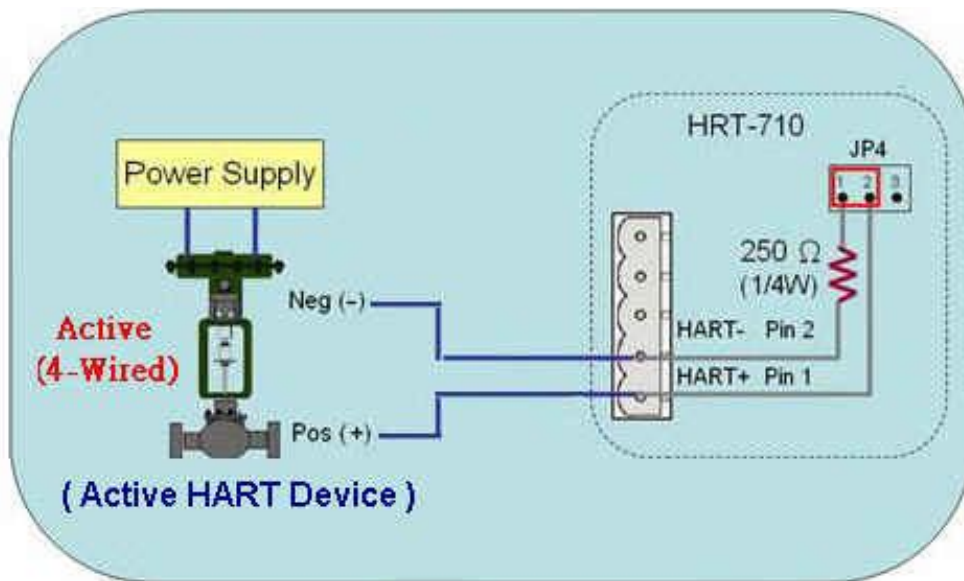 HRT-710
JP4
1 2 3
Power Supply
250 Ω
(1/4W)
Neg (-)
Active
(4-Wired)
HART- Pin 2
HART+ Pin 1
Pos (+)
( Active HART Device )